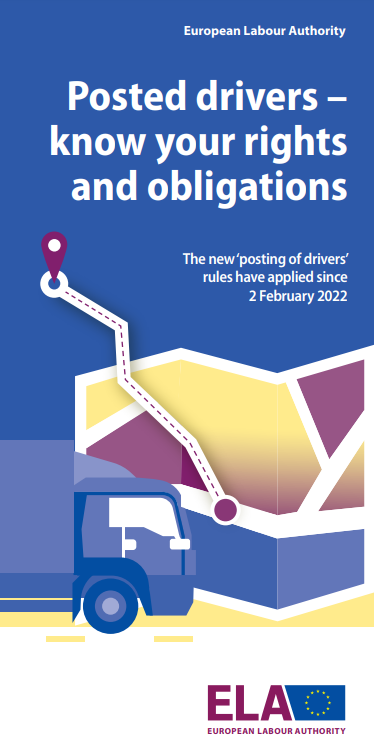 European Labour Authority
Posted drivers –
know your rights
and obligations
The new ‘posting of drivers’
rules have applied since
2 February 2022
ELA
EUROPEAN LABOUR AUTHORITY